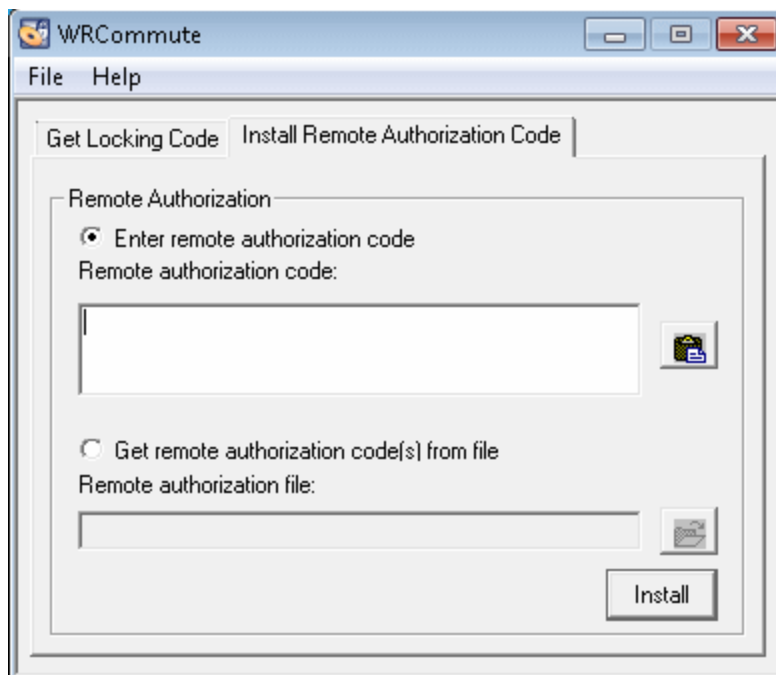 WRCommute
File Help
Get Locking Code Install Remote Authorization Code
Remote Authorization
Enter remote authorization code
Remote authorization code:
Get remote authorization code(s) from file
Remote authorization file:
Install